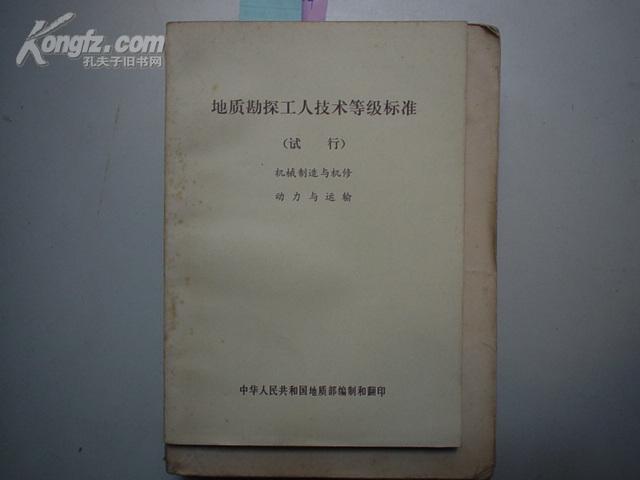 Kongfz.com
孔夫子旧书网
地质勘探工人技术等级标准
（试 行）
机械制造与机修
动力与运输
中华人民共和国地质部编制和翻印